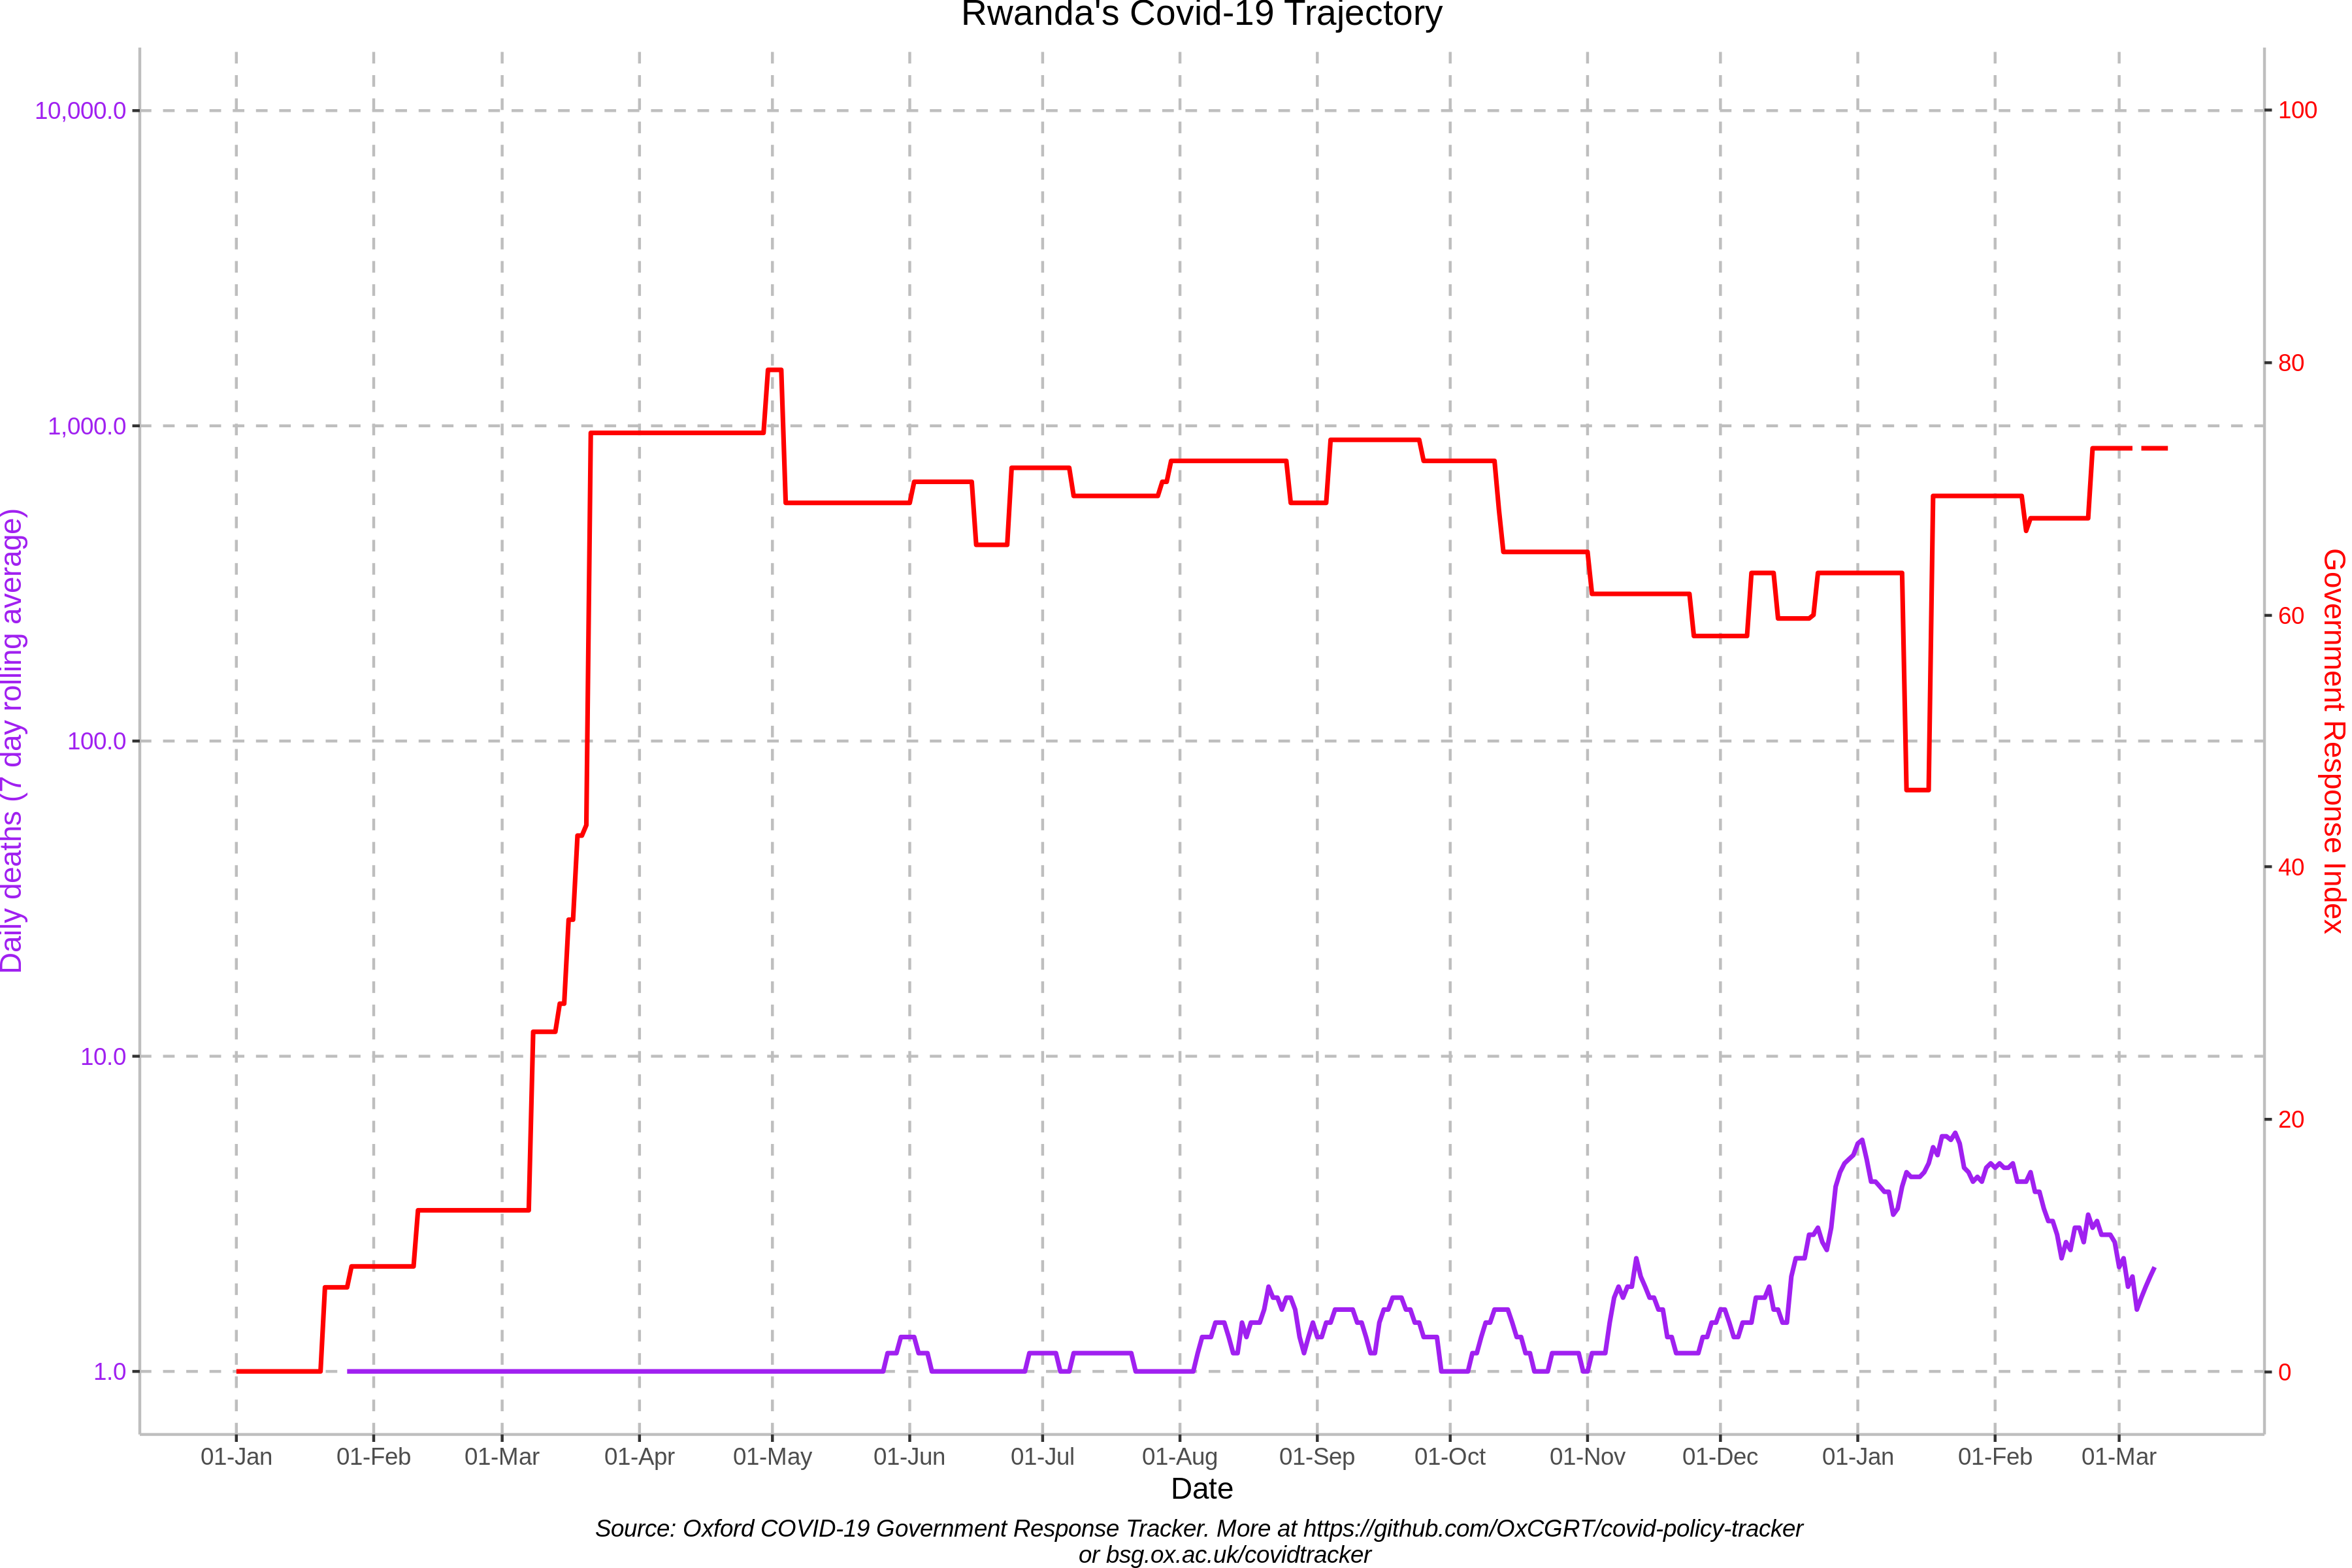 Rwanda's Covid-19 Trajectory
Daily deaths (7 day rolling average)
10,000.0
1,000.0
100.0
10.0
1.0
100
80
60
40
20
0
Government Response Index
01-Jan 01-Feb 01-Mar 01-Apr 01-May 01-Jun 01-Jul 01-Aug 01-Sep 01-Oct 01-Nov 01-Dec 01-Jan 01-Feb 01-Mar
Date
Source: Oxford COVID-19 Government Response Tracker. More at https://github.com/OxCGRT/covid-policy-tracker
or bsg.ox.ac.uk/covidtracker